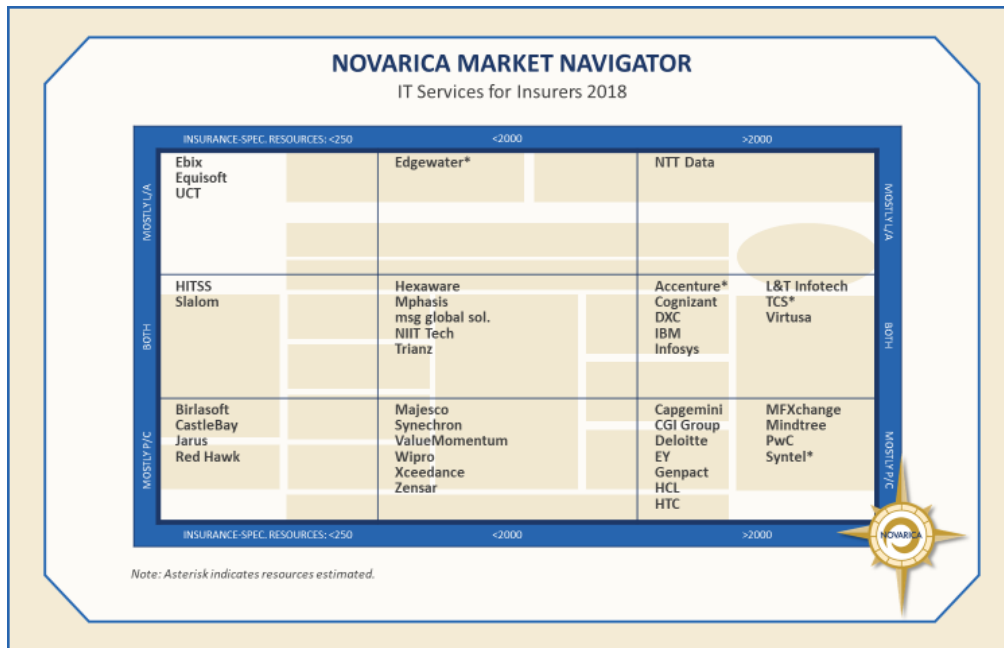 NOVARICA MARKET NAVIGATOR
IT Services for Insurers 2018
INSURANCE-SPEC. RESOURCES: <250
<2000
>2000
MOSTLY L/A
Ebix
Equisoft
UCT
Edgewater*
NTT Data
MOSTLY L/A
BOTH
HITSS
Slalom
Hexaware
Mphasis
msg global sol.
NIIT Tech
Trianz
Accenture*
Cognizant
DXC
IBM
Infosys
L&T Infotech
TCS*
Virtusa
BOTH
MOSTLY P/C
Birlasoft
CastleBay
Jarus
Red Hawk
Majesco
Synechron
ValueMomentum
Wipro
Xceedance
Zensar
Capgemini
CGI Group
Deloitte
EY
Genpact
HCL
HTC
MFXchange
Mindtree
PwC
Syntel*
MOSTLY P/C
INSURANCE-SPEC. RESOURCES: <250
<2000
>2000
NOVARICA
Note: Asterisk indicates resources estimated.